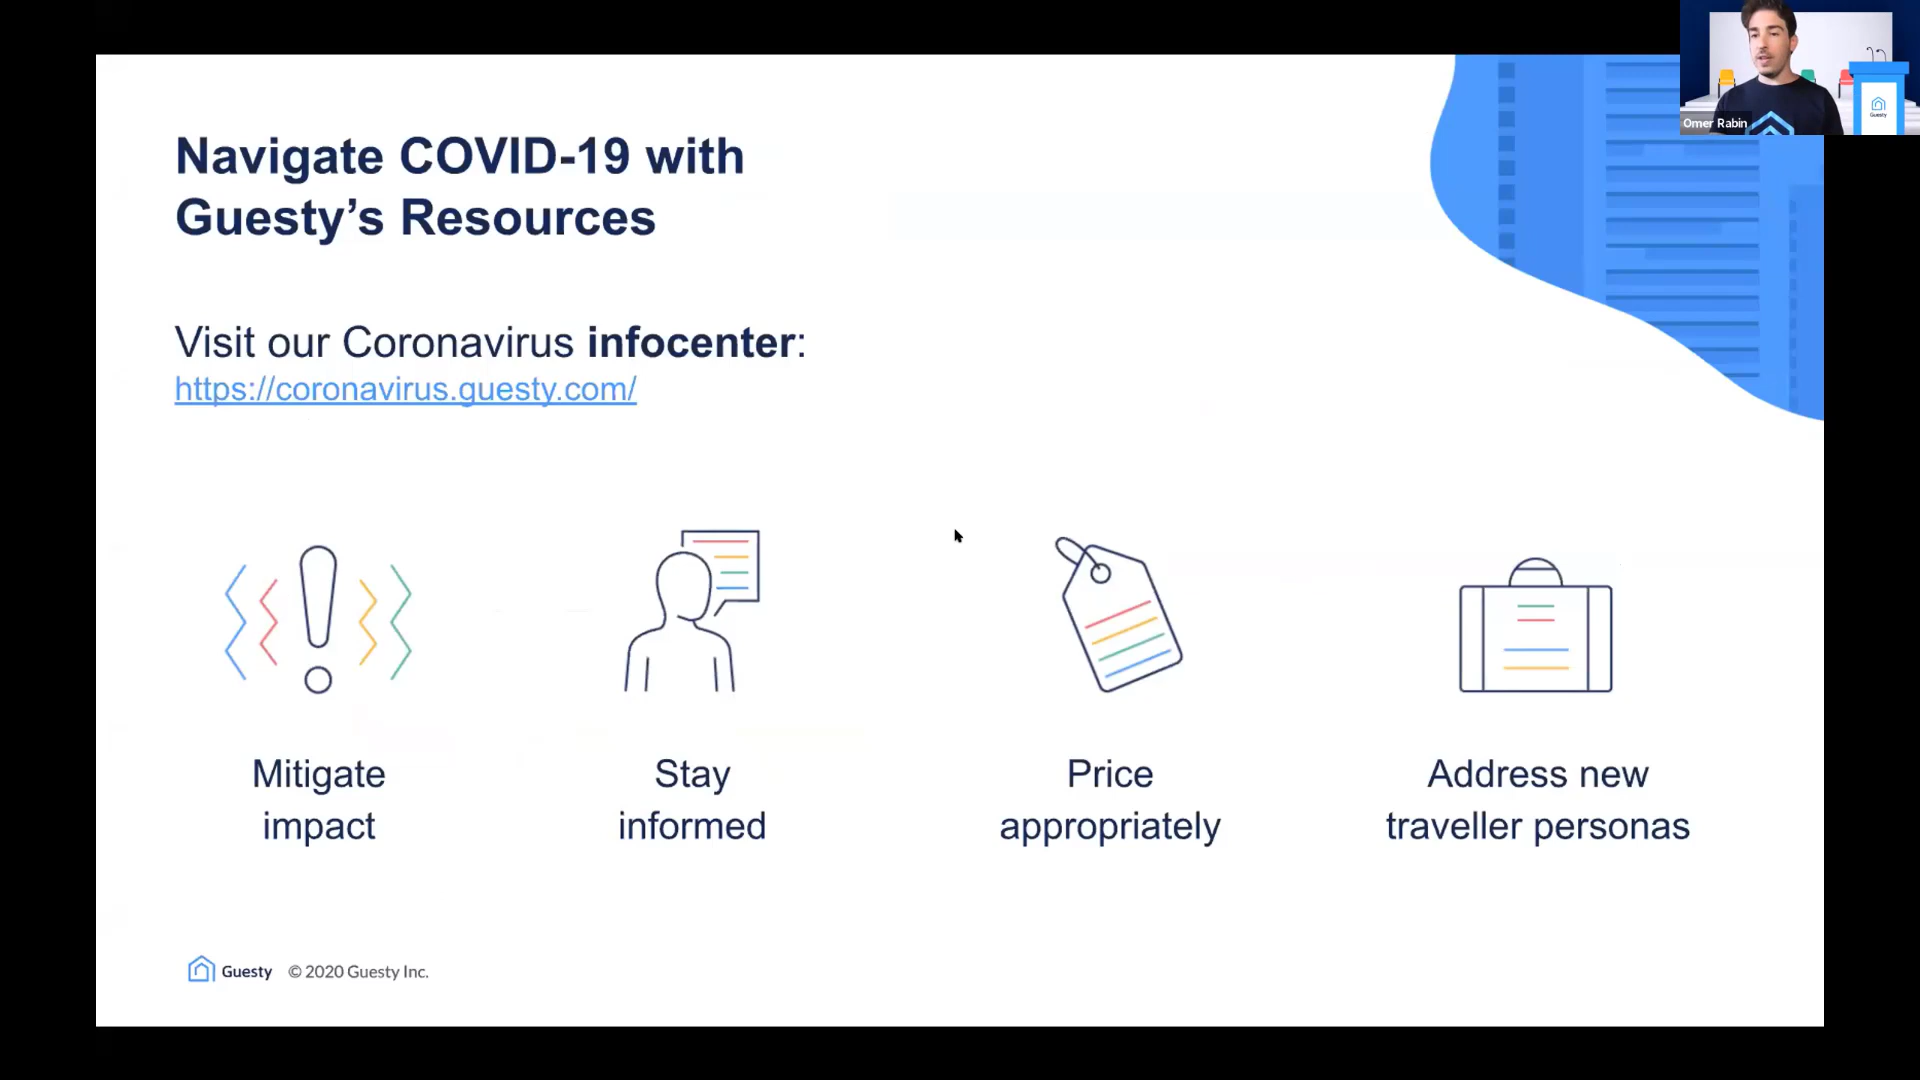 Navigate COVID-19 with
Guesty’s Resources
Visit our Coronavirus infocenter:
https://coronavirus.guesty.com/
Mitigate
impact
Stay
informed
Price
appropriately
Address new
traveller personas
Guesty © 2020 Guesty Inc.
Omer Rabin
Guesty